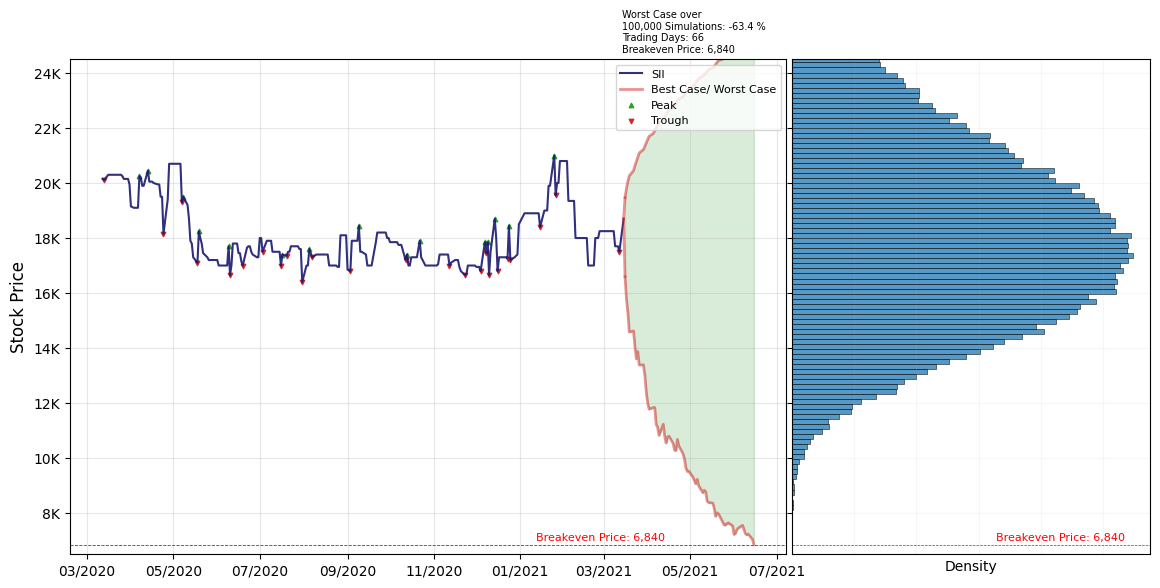 Worst Case over
100,000 Simulations: -63.4 %
Trading Days: 66
Breakeven Price: 6,840
24K
22K
20K
18K
16K
14K
12K
10K
8K
Stock Price
SII
Best Case/ Worst Case
Peak
Trough
Breakeven Price: 6,840
Breakeven Price: 6,840
03/2020
05/2020
07/2020
09/2020
11/2020
01/2021
03/2021
05/2021
07/2021
Density